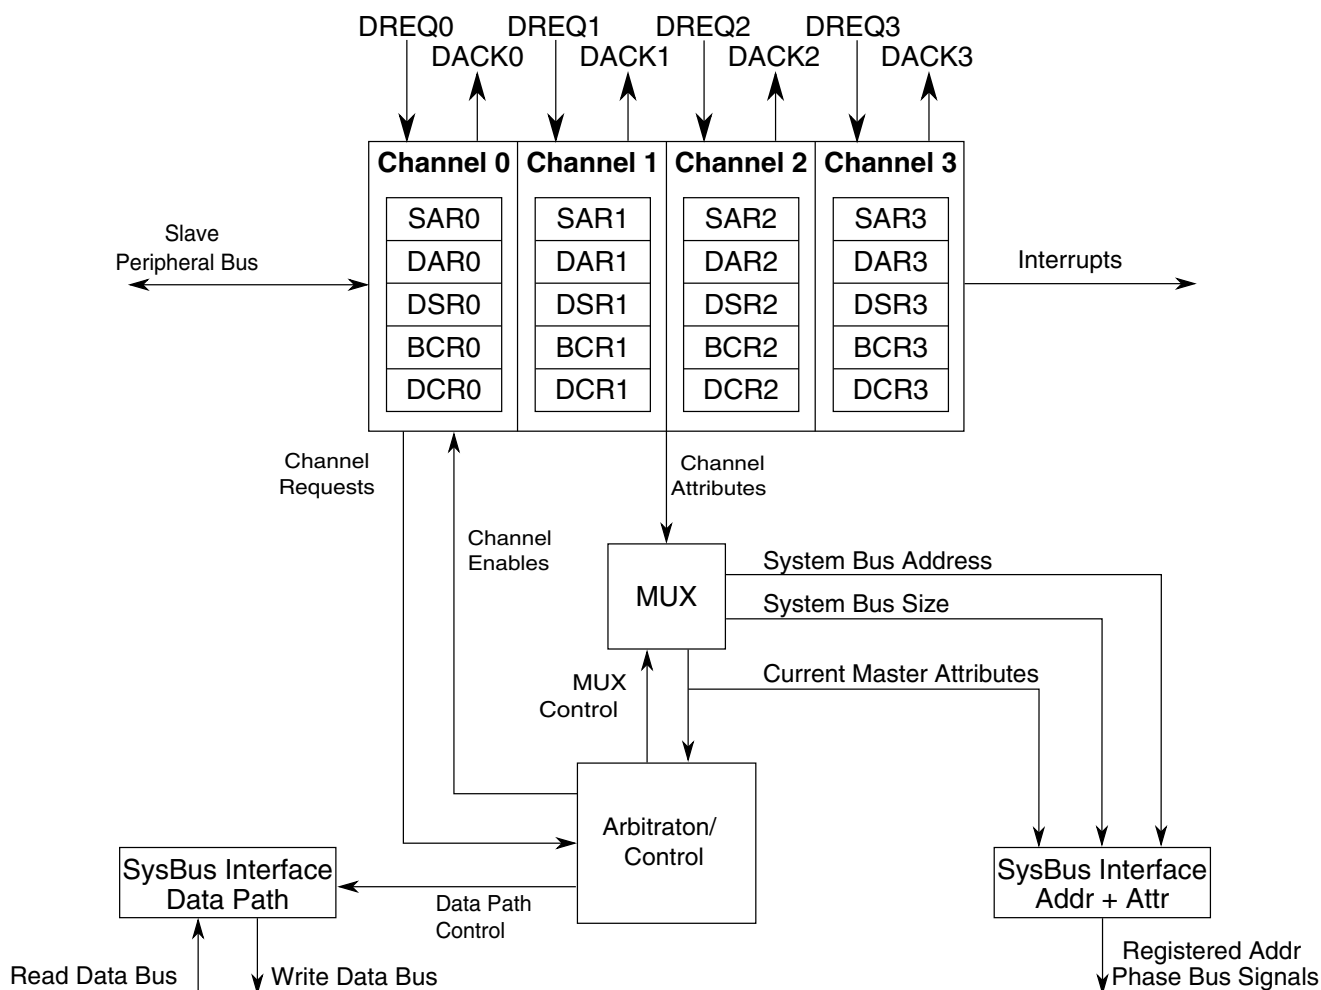 DREQ0 DREQ1 DREQ2 DREQ3
DACK0 DACK1 DACK2 DACK3
Channel 0 Channel 1 Channel 2 Channel 3
SAR0 SAR1 SAR2 SAR3
DAR0 DAR1 DAR2 DAR3
DSR0 DSR1 DSR2 DSR3
BCR0 BCR1 BCR2 BCR3
DCR0 DCR1 DCR2 DCR3
Slave
Peripheral Bus
Interrupts
Channel
Requests
Channel
Attributes
Channel
Enables
MUX
System Bus Address
System Bus Size
Current Master Attributes
MUX
Control
Arbitraton/
Control
SysBus Interface
Data Path
Data Path
Control
SysBus Interface
Addr + Attr
Read Data Bus
Write Data Bus
Registered Addr
Phase Bus Signals